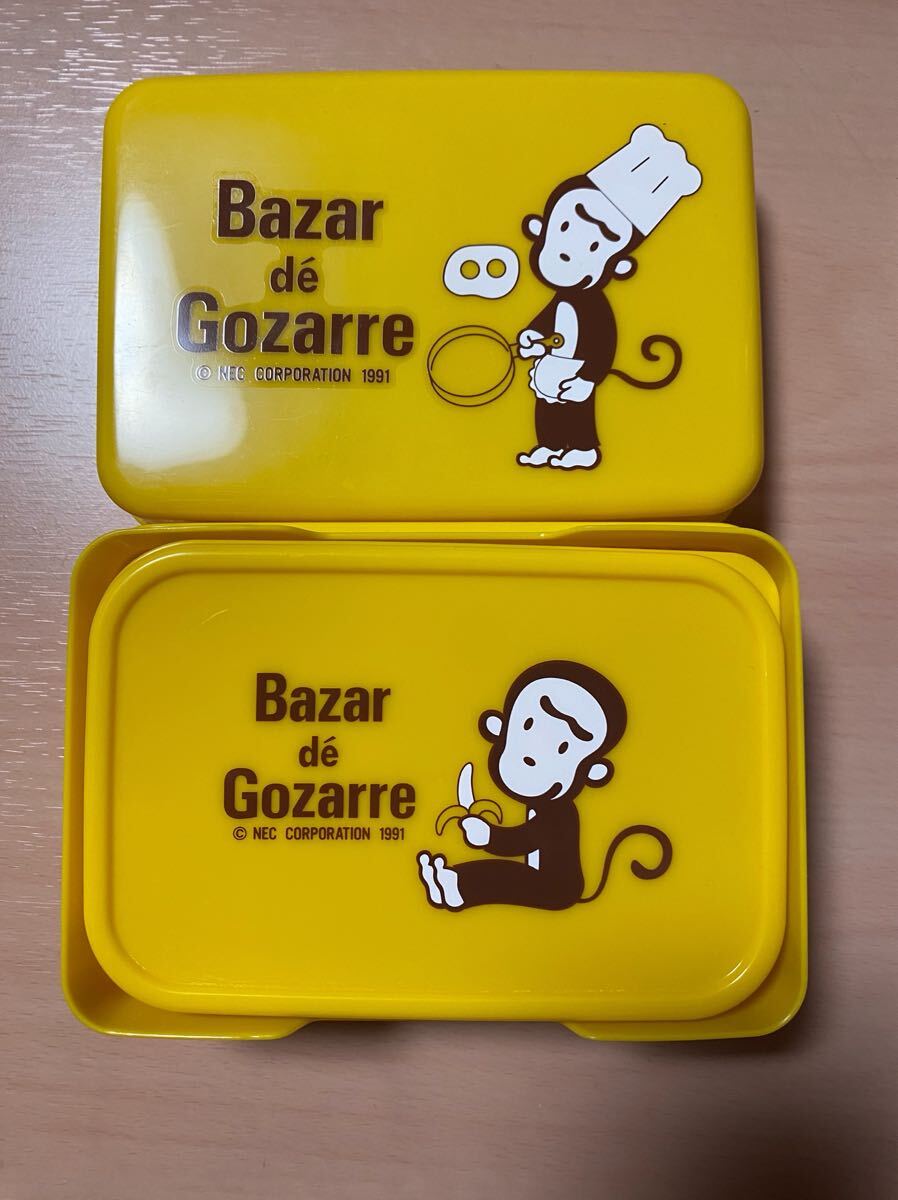 Bazar
dé
Gozarre
© NEC CORPORATION 1991
Bazar
dé
Gozarre
© NEC CORPORATION 1991